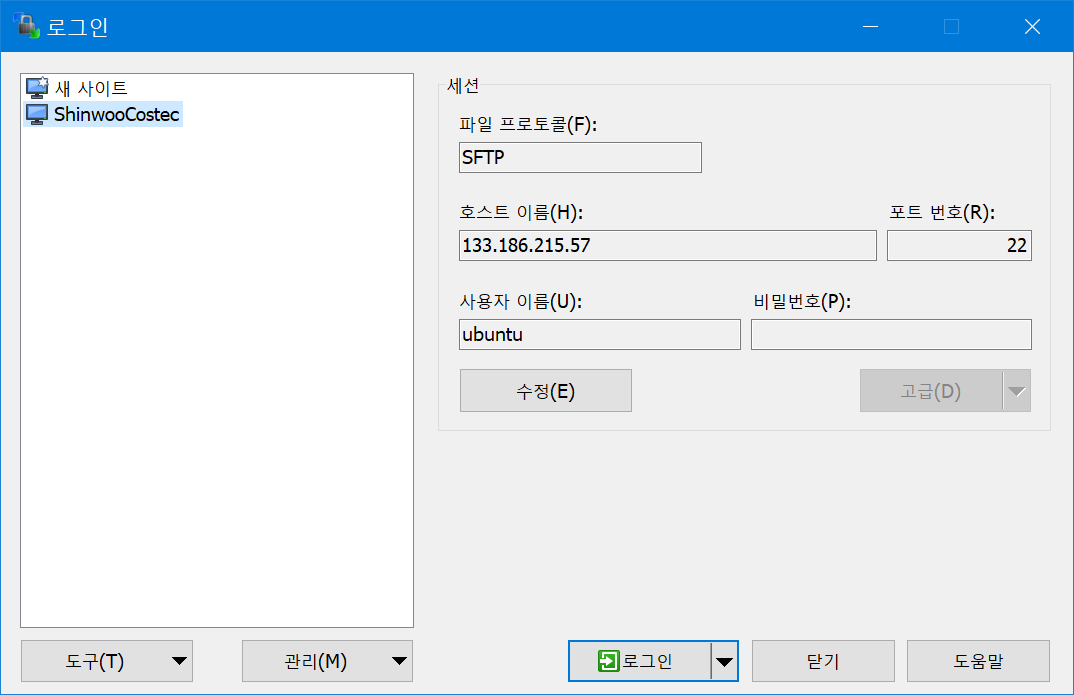 로그인
새 사이트
ShinwooCostec
세션
파일 프로토콜(F):
SFTP
호스트 이름(H):
포트 번호(R):
133.186.215.57
22
사용자 이름(U):
비밀번호(P):
ubuntu
수정(E)
고급(D)
도구(T)
관리(M)
로그인
닫기
도움말